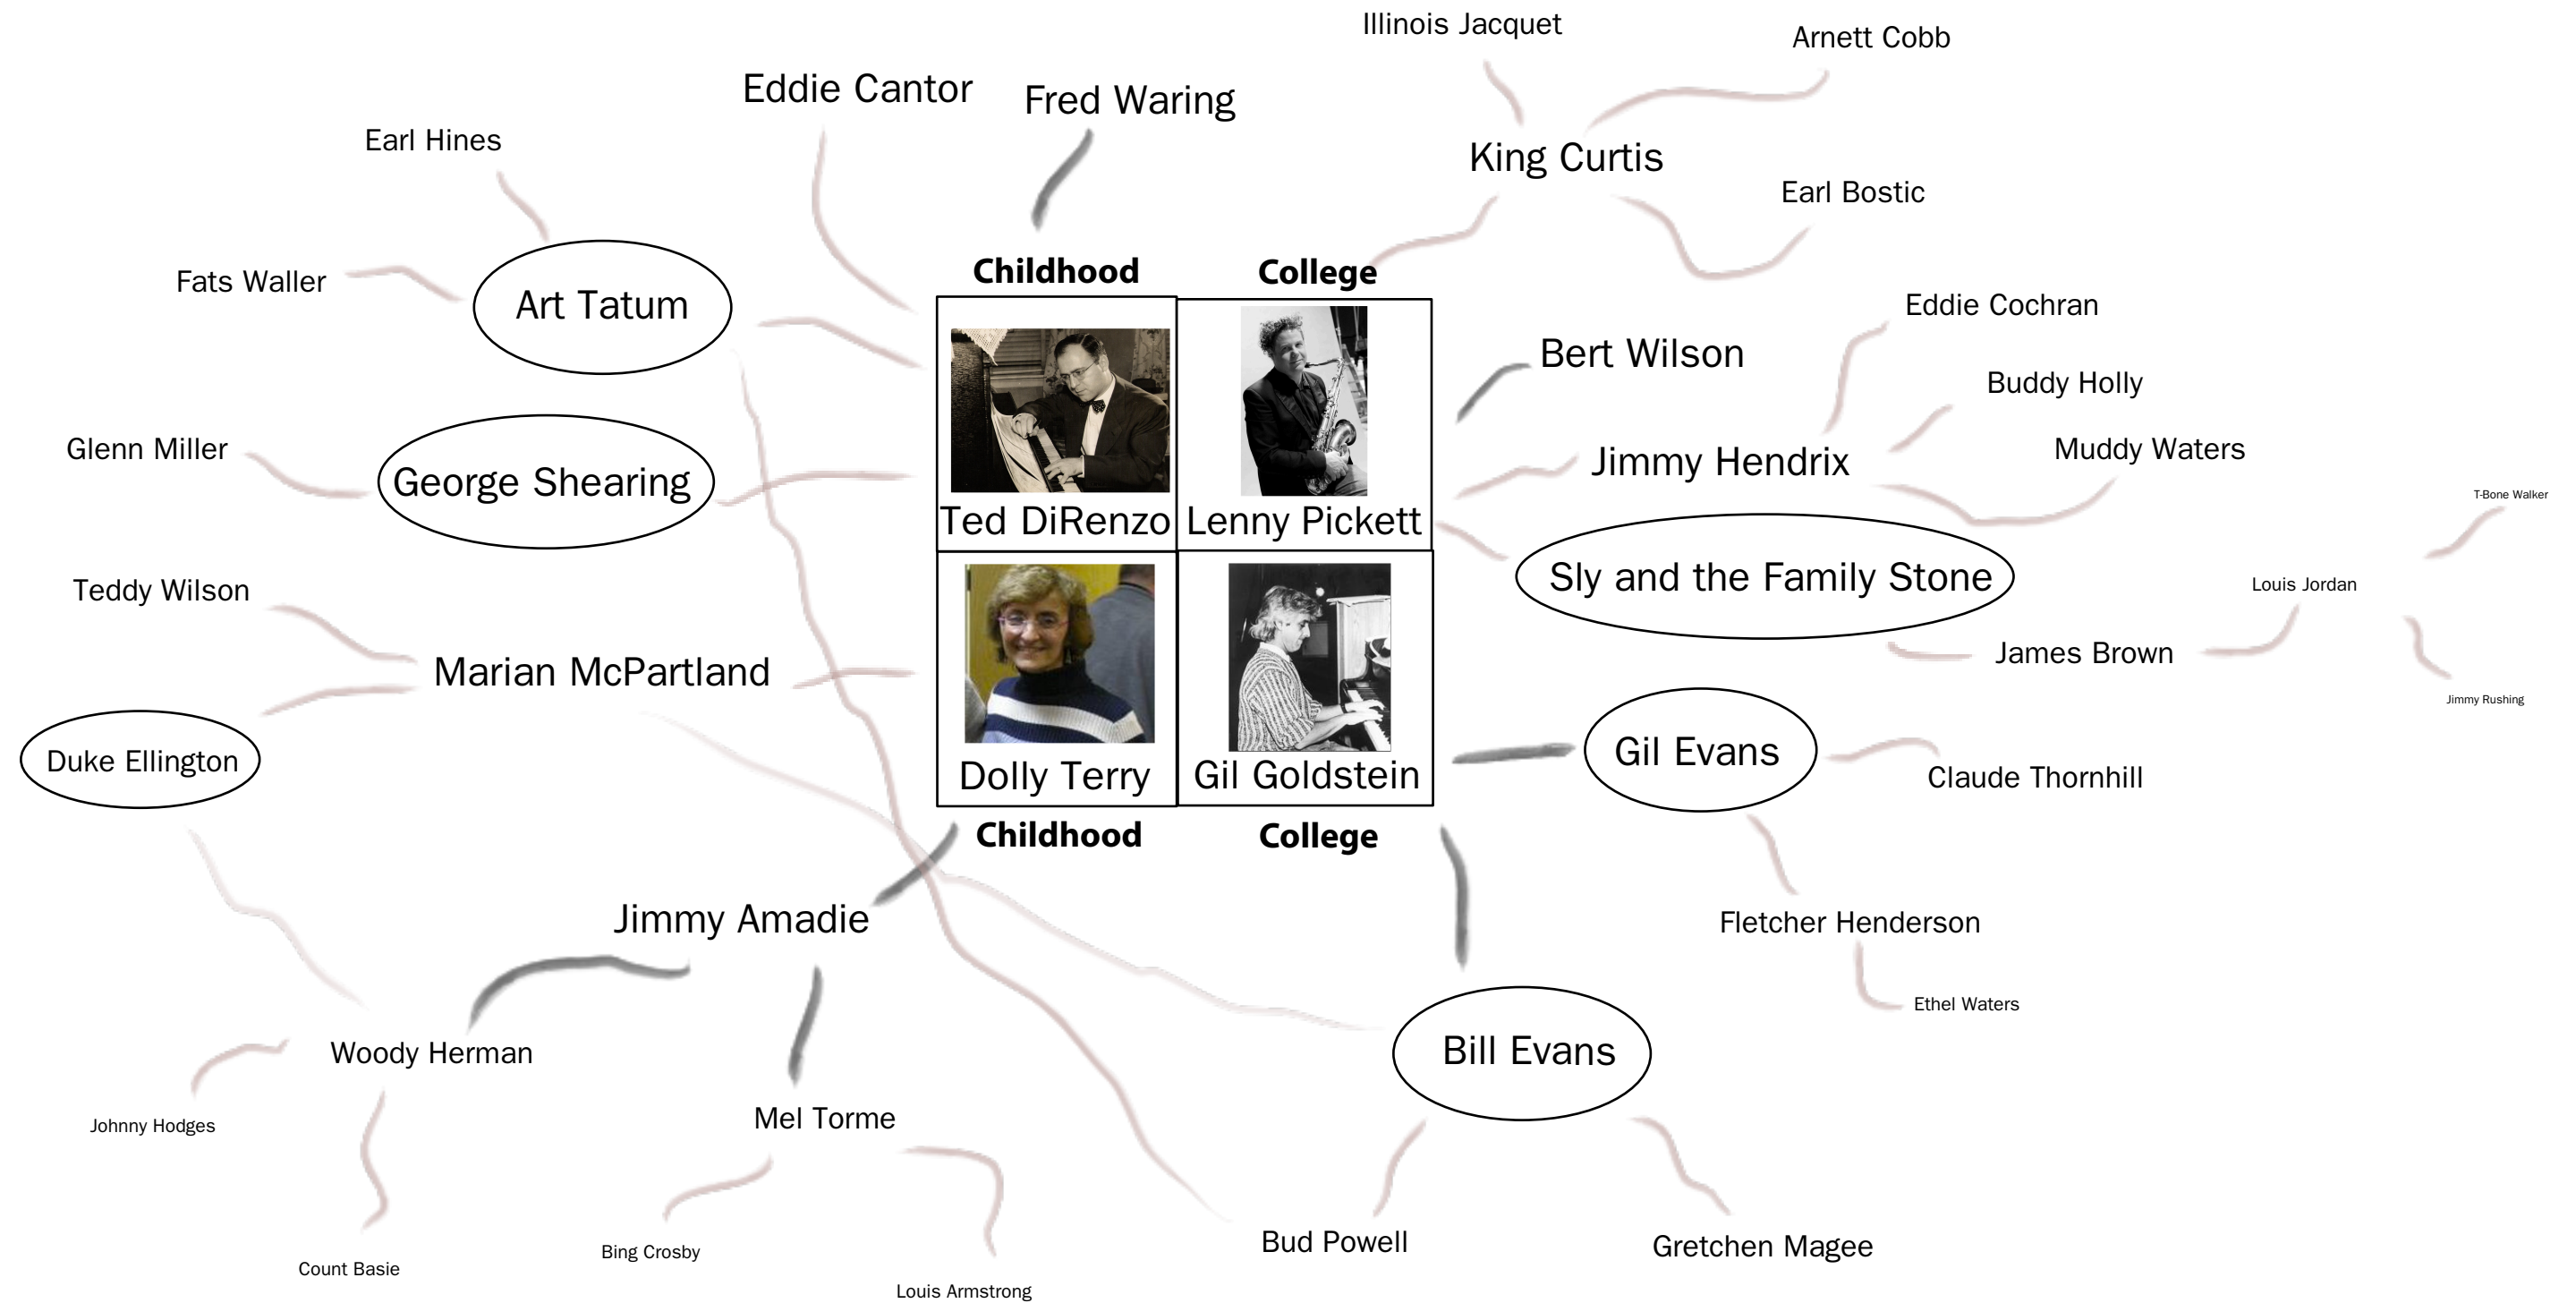 Illinois Jacquet
Arnett Cobb
Eddie Cantor
Fred Waring
Earl Hines
King Curtis
Earl Bostic
Childhood
College
Fats Waller
Art Tatum
Eddie Cochran
Bert Wilson
Buddy Holly
Glenn Miller
George Shearing
Jimmy Hendrix
Muddy Waters
T-Bone Walker
Ted DiRenzo
Lenny Pickett
Sly and the Family Stone
Louis Jordan
Teddy Wilson
James Brown
Marian McPartland
Jimmy Rushing
Duke Ellington
Dolly Terry
Gil Goldstein
Gil Evans
Claude Thornhill
Childhood
College
Jimmy Amadie
Fletcher Henderson
Ethel Waters
Woody Herman
Bill Evans
Johnny Hodges
Mel Torme
Bing Crosby
Bud Powell
Gretchen Magee
Count Basie
Louis Armstrong